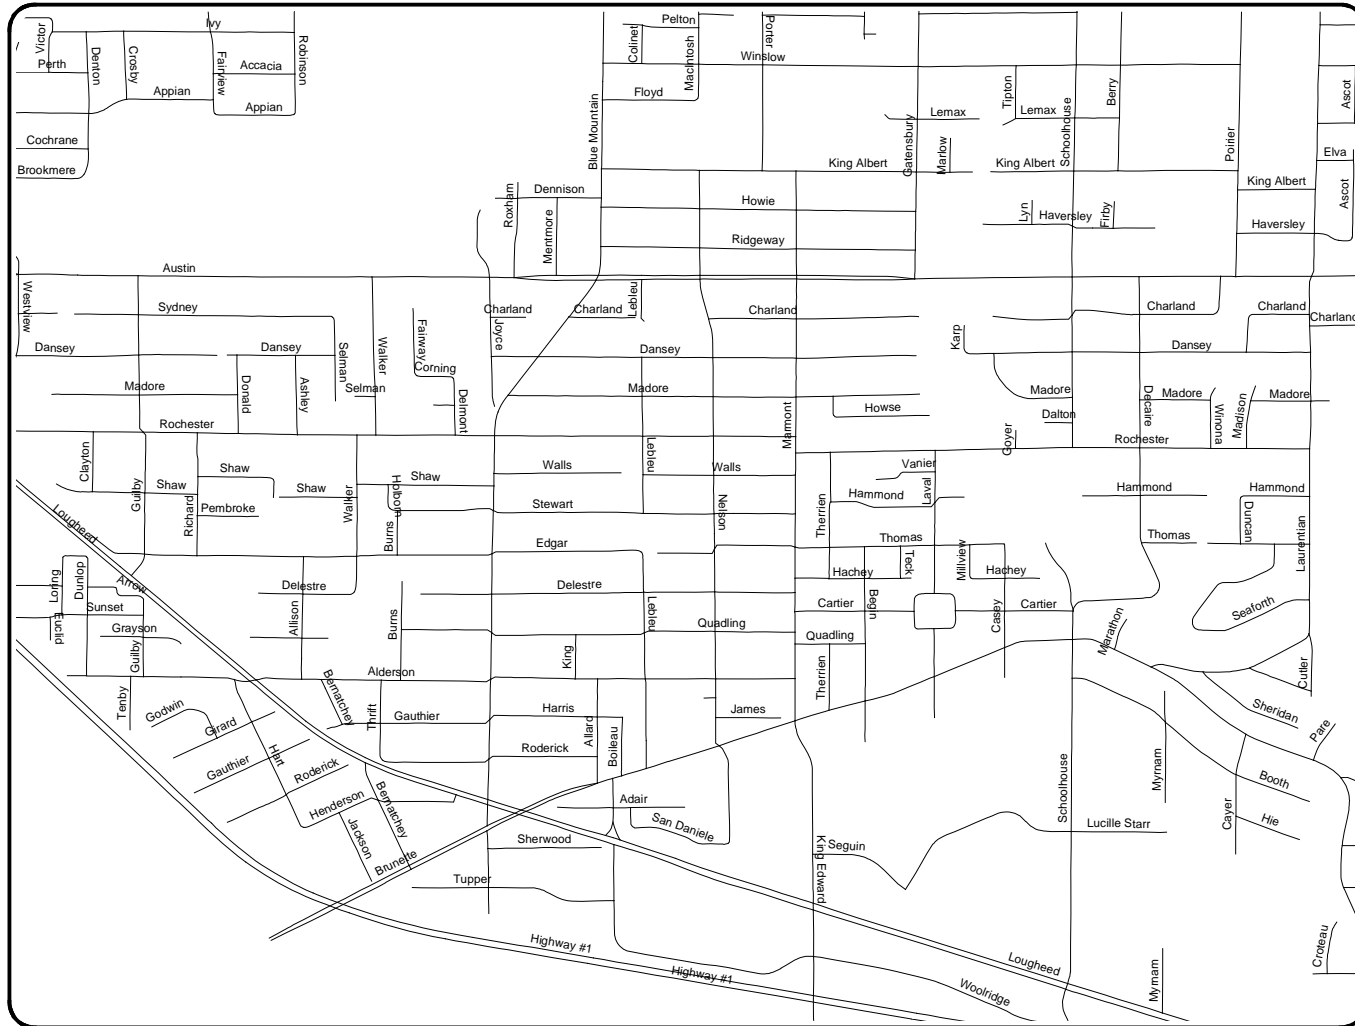 Ivy
Pelton
Victor
Perth
Denton
Crosby
Fairview
Accacia
Robinson
Appian
Appian
Colinet
MacIntosh
Porter
Winslow
Floyd
Blue Mountain
Cochrane
Brookmere
Tipton
Lemax
Lemax
Schoolhouse
Berry
Ascot
Gatensbury
Marlow
Poirier
King Albert
King Albert
King Albert
Elva
Ascot
Roxham
Dennison
Mentmore
Howie
Ridgeway
Lyn
Haversley
Firby
Haversley
Austin
Westview
Sydney
Charland
Joyce
Charland
Lebleu
Charland
Charland
Charland
Charland
Dansey
Dansey
Selman
Walker
Fairway
Corning
Dansey
Karp
Dansey
Madore
Donald
Ashley
Selman
Delmont
Madore
Marmont
Howse
Madore
Dalton
Decaire
Madore
Winona
Madison
Madore
Rochester
Goyer
Rochester
Clayton
Guilby
Shaw
Shaw
Richard
Pembroke
Shaw
Walker
Holborn
Burns
Shaw
Walls
Lebleu
Walls
Stewart
Nelson
Therrien
Hammond
Vanier
Laval
Hammond
Hammond
Duncan
Laurentian
Lougheed
Edgar
Thomas
Thomas
Loring
Dunlop
Arrow
Sunset
Euclid
Grayson
Guilby
Delestre
Allison
Burns
Delestre
Lebleu
Hachey
Teck
Begin
Millview
Hachey
Cartier
Casey
Cartier
Quadling
Quadling
Seaforth
Marathon
Alderson
King
Therrien
Cutler
Tenby
Godwin
Girard
Bernatchey
Thrift
Gauthier
Harris
Allard
James
Sheridan
Pare
Gauthier
Hart
Roderick
Roderick
Boileau
Schoolhouse
Myrnam
Booth
Henderson
Jackson
Bernatchey
Adair
San Daniele
Lucille Starr
Cayer
Hie
Sherwood
Brunette
King Edward
Seguin
Tupper
Highway #1
Highway #1
Lougheed
Woolridge
Myrnam
Croteau